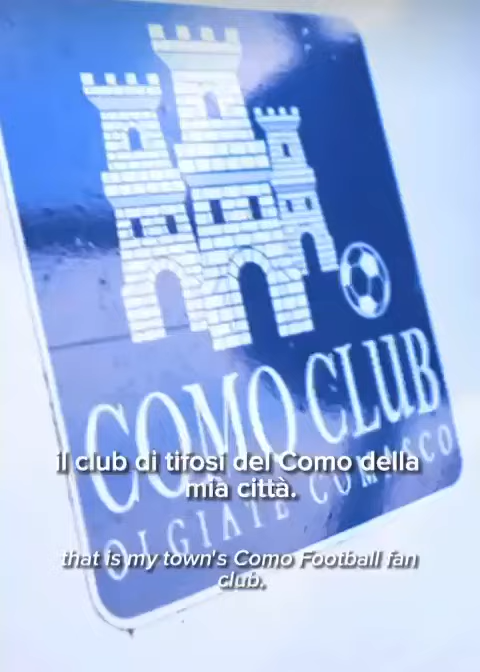 COMO CLUB
il club di tifosi del Como della
mia città.
OLGIATE COMASCO
that is my town's Como Football fan
club.